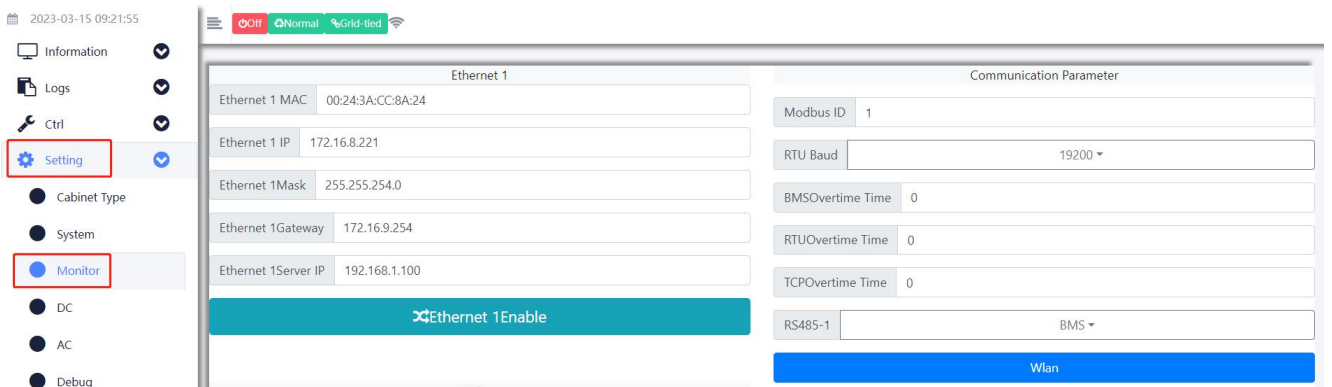 2023-03-15 09:21:55
Information
Logs
Ctrl
Setting
Cabinet Type
System
Monitor
DC
AC
Debug
Off Normal Grid-tied
Ethernet 1
Ethernet 1 MAC 00:24:3A:CC:8A:24
Ethernet 1 IP 172.16.8.221
Ethernet 1Mask 255.255.254.0
Ethernet 1Gateway 172.16.9.254
Ethernet 1Server IP 192.168.1.100
Ethernet 1Enable
Communication Parameter
Modbus ID 1
RTU Baud 19200
BMSOvertime Time 0
RTUOvertime Time 0
TCPOvertime Time 0
RS485-1 BMS
Wlan